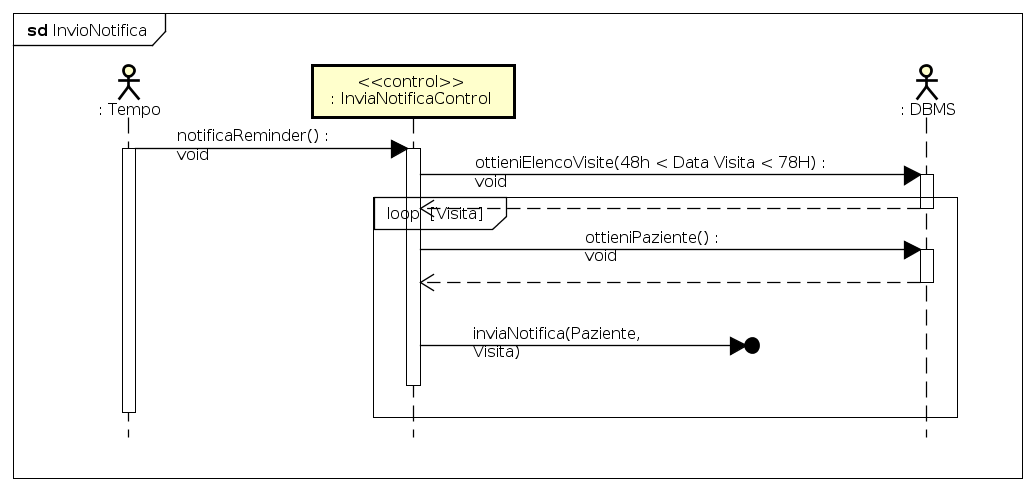 sd InvioNotifica
<<control>>
: InviaNotificaControl
: Tempo
: DBMS
notificaReminder() :
void
ottieniElencoVisite(48h < Data Visita < 78H) :
void
loop [Visita]
ottieniPaziente() :
void
inviaNotifica(Paziente,
Visita)